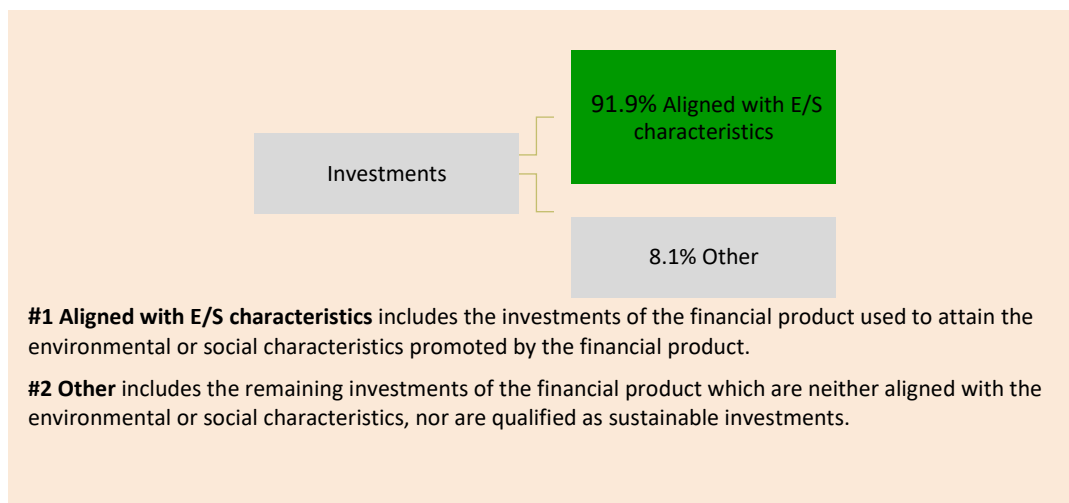 91.9% Aligned with E/S
characteristics
Investments
8.1% Other
#1 Aligned with E/S characteristics includes the investments of the financial product used to attain the
environmental or social characteristics promoted by the financial product.
#2 Other includes the remaining investments of the financial product which are neither aligned with the
environmental or social characteristics, nor are qualified as sustainable investments.